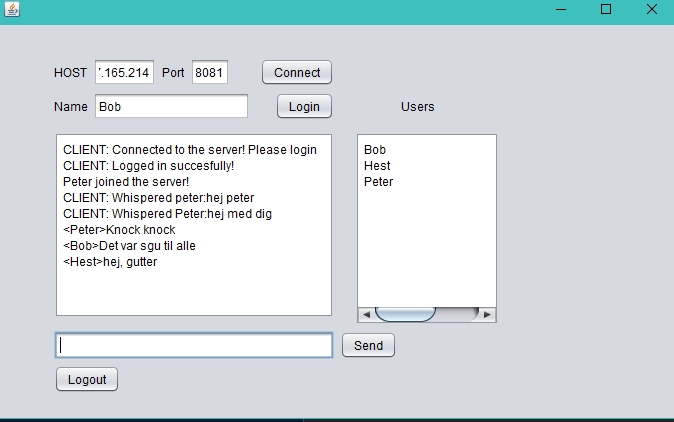 HOST '.165.214 Port 8081 Connect
Name Bob Login Users
CLIENT: Connected to the server! Please login
CLIENT: Logged in succesfully!
Peter joined the server!
CLIENT: Whispered peter:hej peter
CLIENT: Whispered Peter:hej med dig
<Peter>Knock knock
<Bob>Det var sgu til alle
<Hest>hej, gutter
Bob
Hest
Peter
Send
Logout